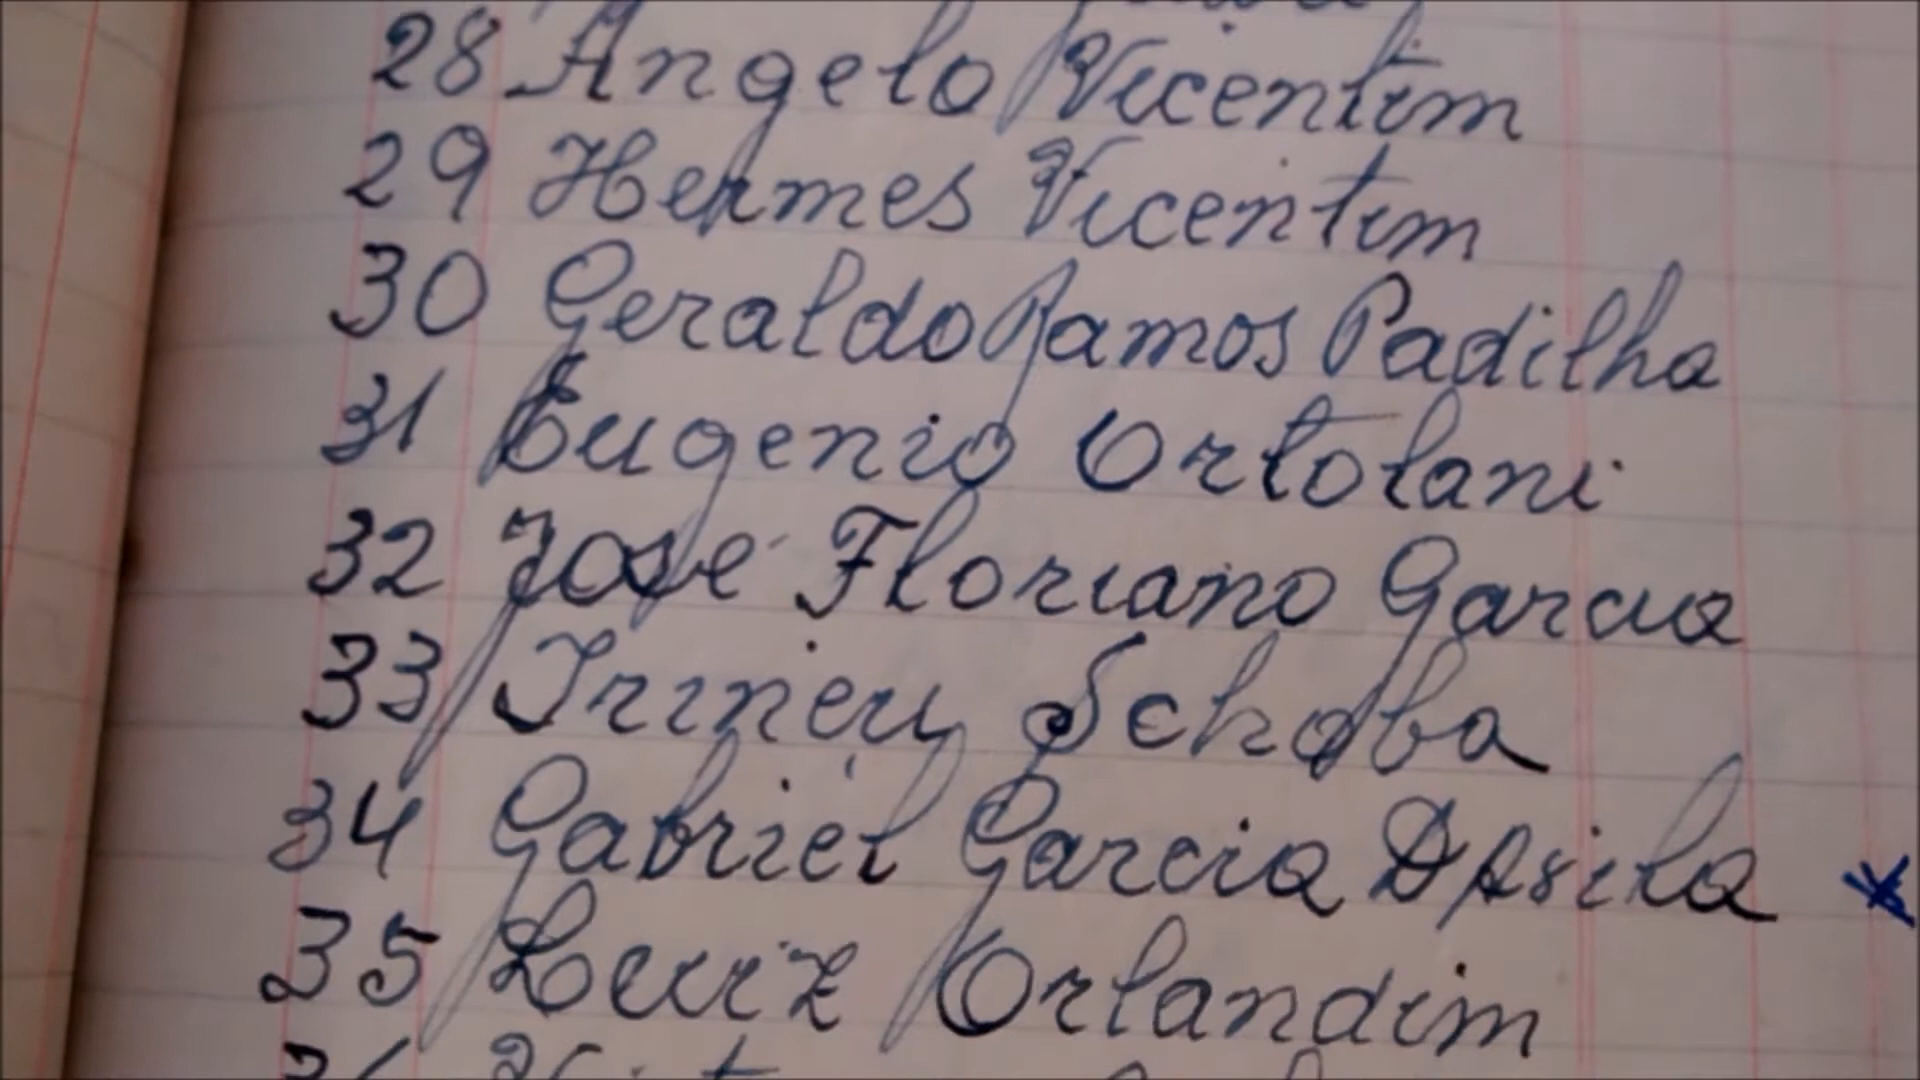 28 Angelo Vicentim
29 Hermes Vicentim
30 Geraldo Ramos Padilha
31 Eugenio Ortolani
32 José Floriano Garcia
33 Irineu Schoba
34 Gabriel Garcia
35 Luiz Orlandim